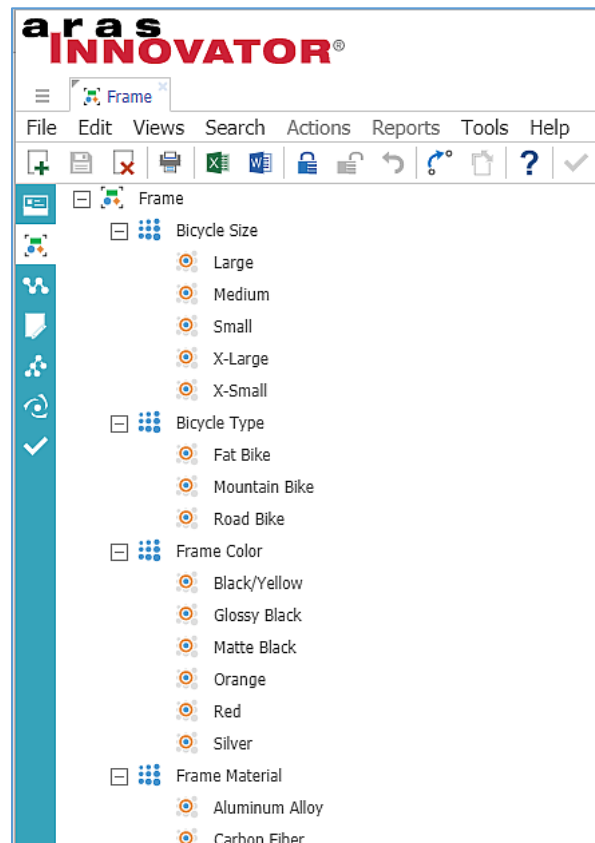 aras
INNOVATOR®
Frame
File Edit Views Search Actions Reports Tools Help
Frame
Bicycle Size
Large
Medium
Small
X-Large
X-Small
Bicycle Type
Fat Bike
Mountain Bike
Road Bike
Frame Color
Black/Yellow
Glossy Black
Matte Black
Orange
Red
Silver
Frame Material
Aluminum Alloy
Carbon Fiber